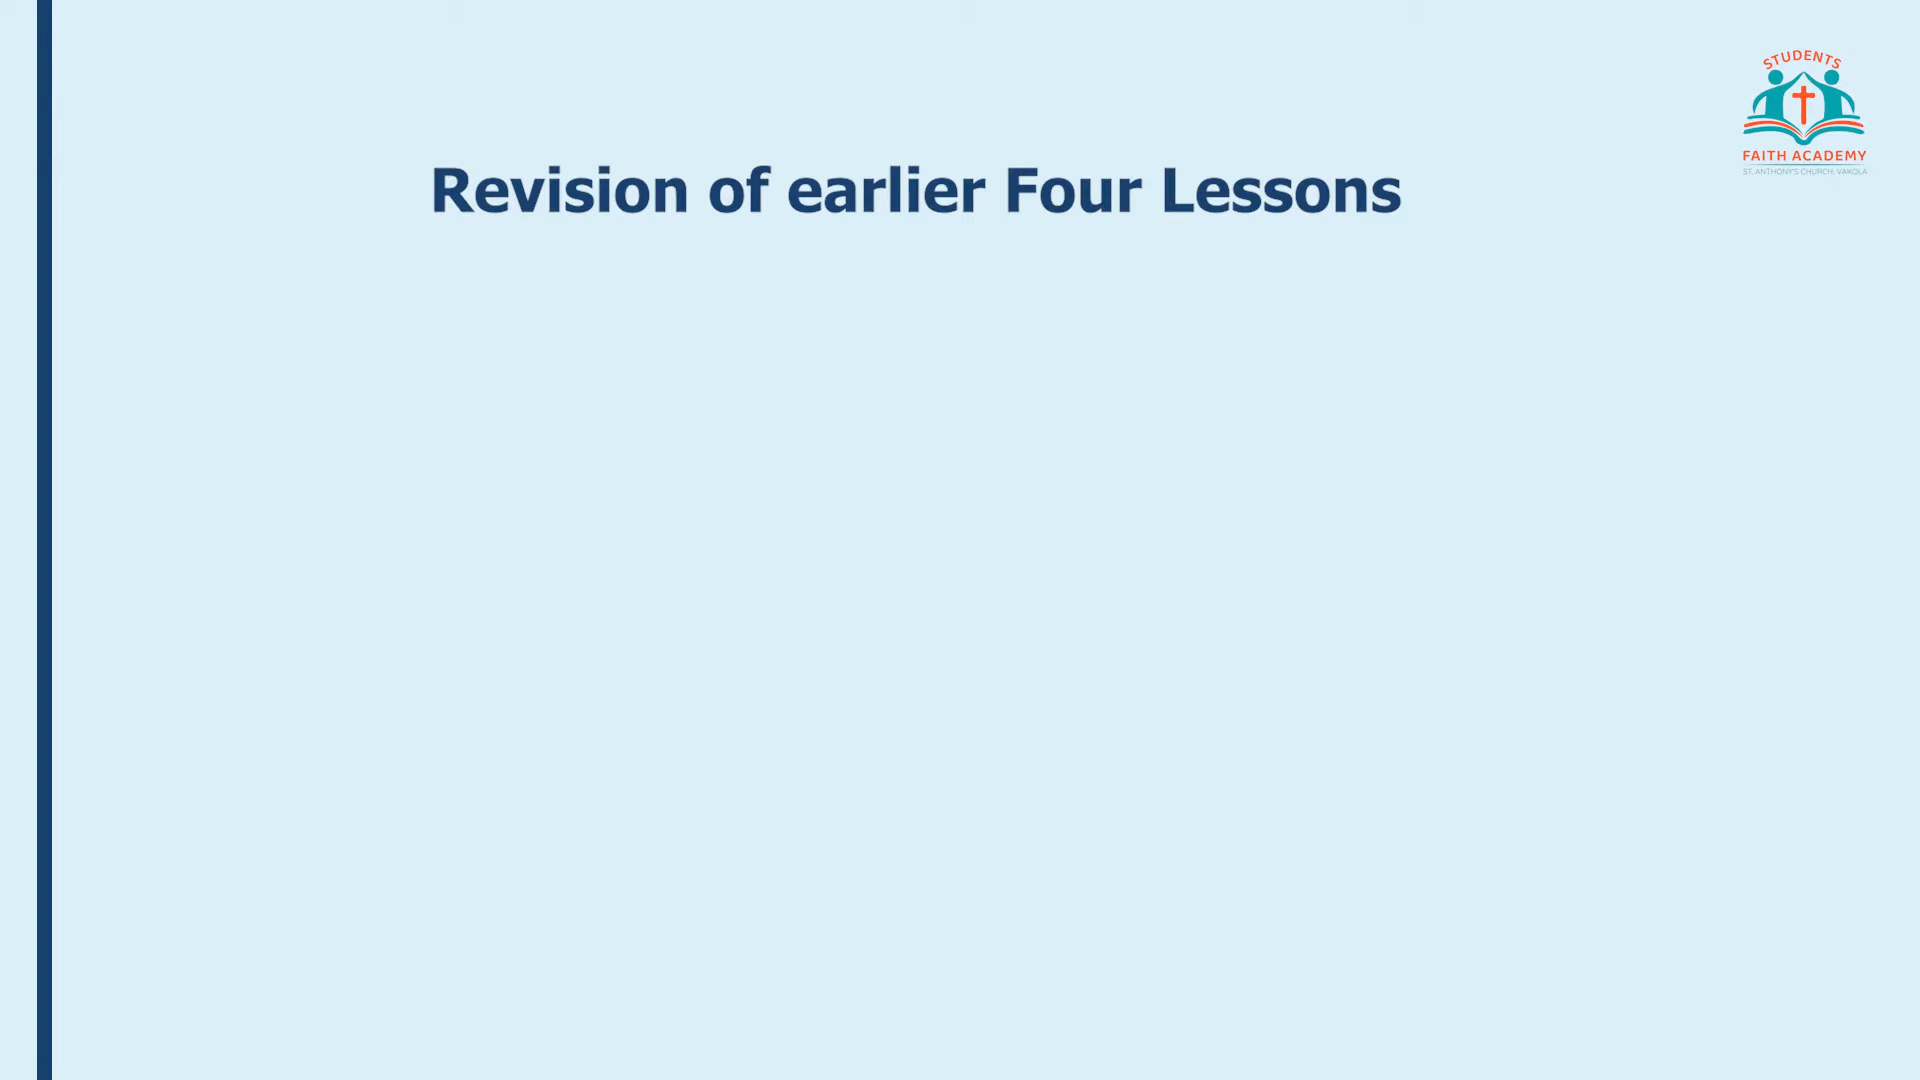 STUDENTS
FAITH ACADEMY
ST. ANTHONY'S CHURCH, VAKOLA
Revision of earlier Four Lessons